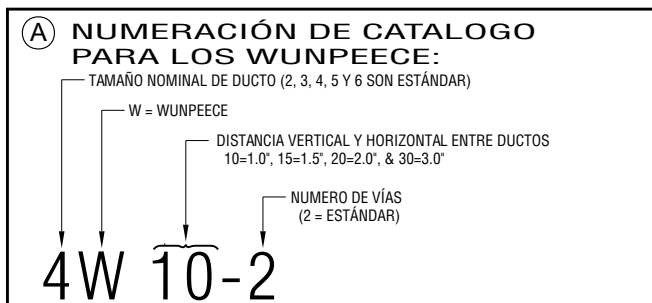 A NUMERACIÓN DE CATALOGO
PARA LOS WUNPEECE:
TAMAÑO NOMINAL DE DUCTO (2, 3, 4, 5 Y 6 SON ESTÁNDAR)
W = WUNPEECE
DISTANCIA VERTICAL Y HORIZONTAL ENTRE DUCTOS
10=1.0", 15=1.5", 20=2.0", & 30=3.0"
NUMERO DE VÍAS
(2 = ESTÁNDAR)
4W 10-2